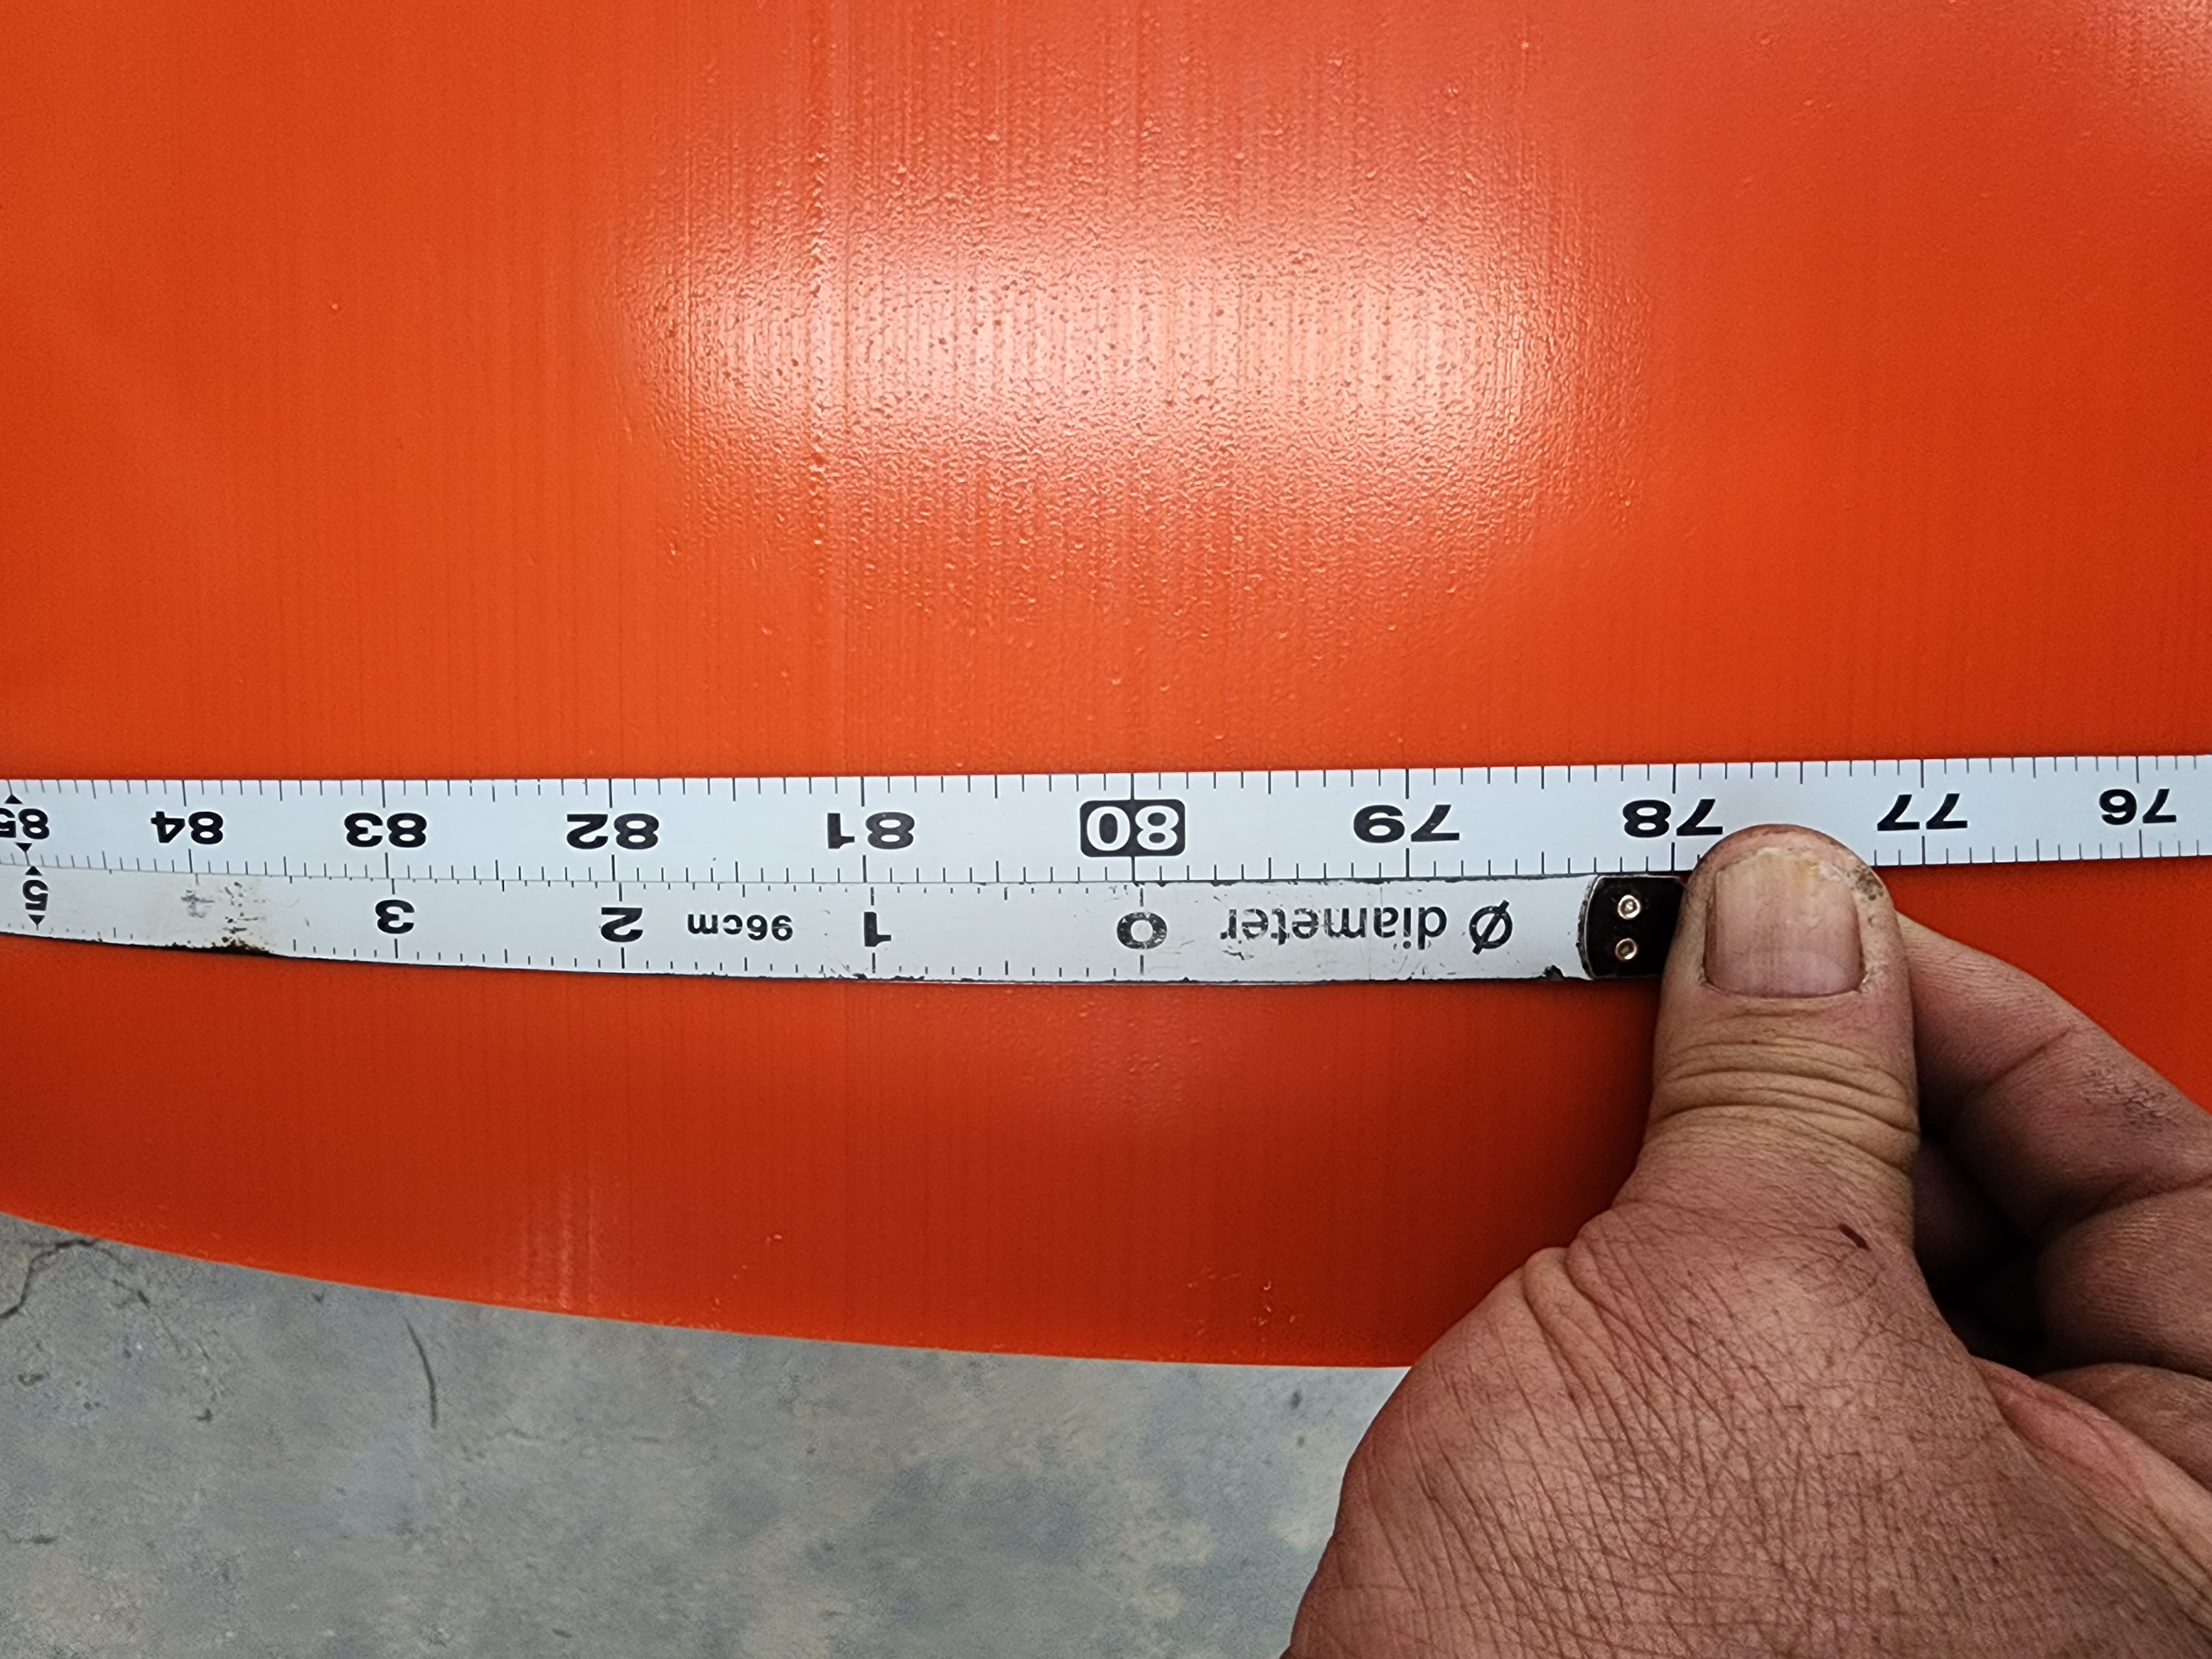 Ø diameter 0 1 96cm 2 3 5
76 77 78 79 80 81 82 83 84 85